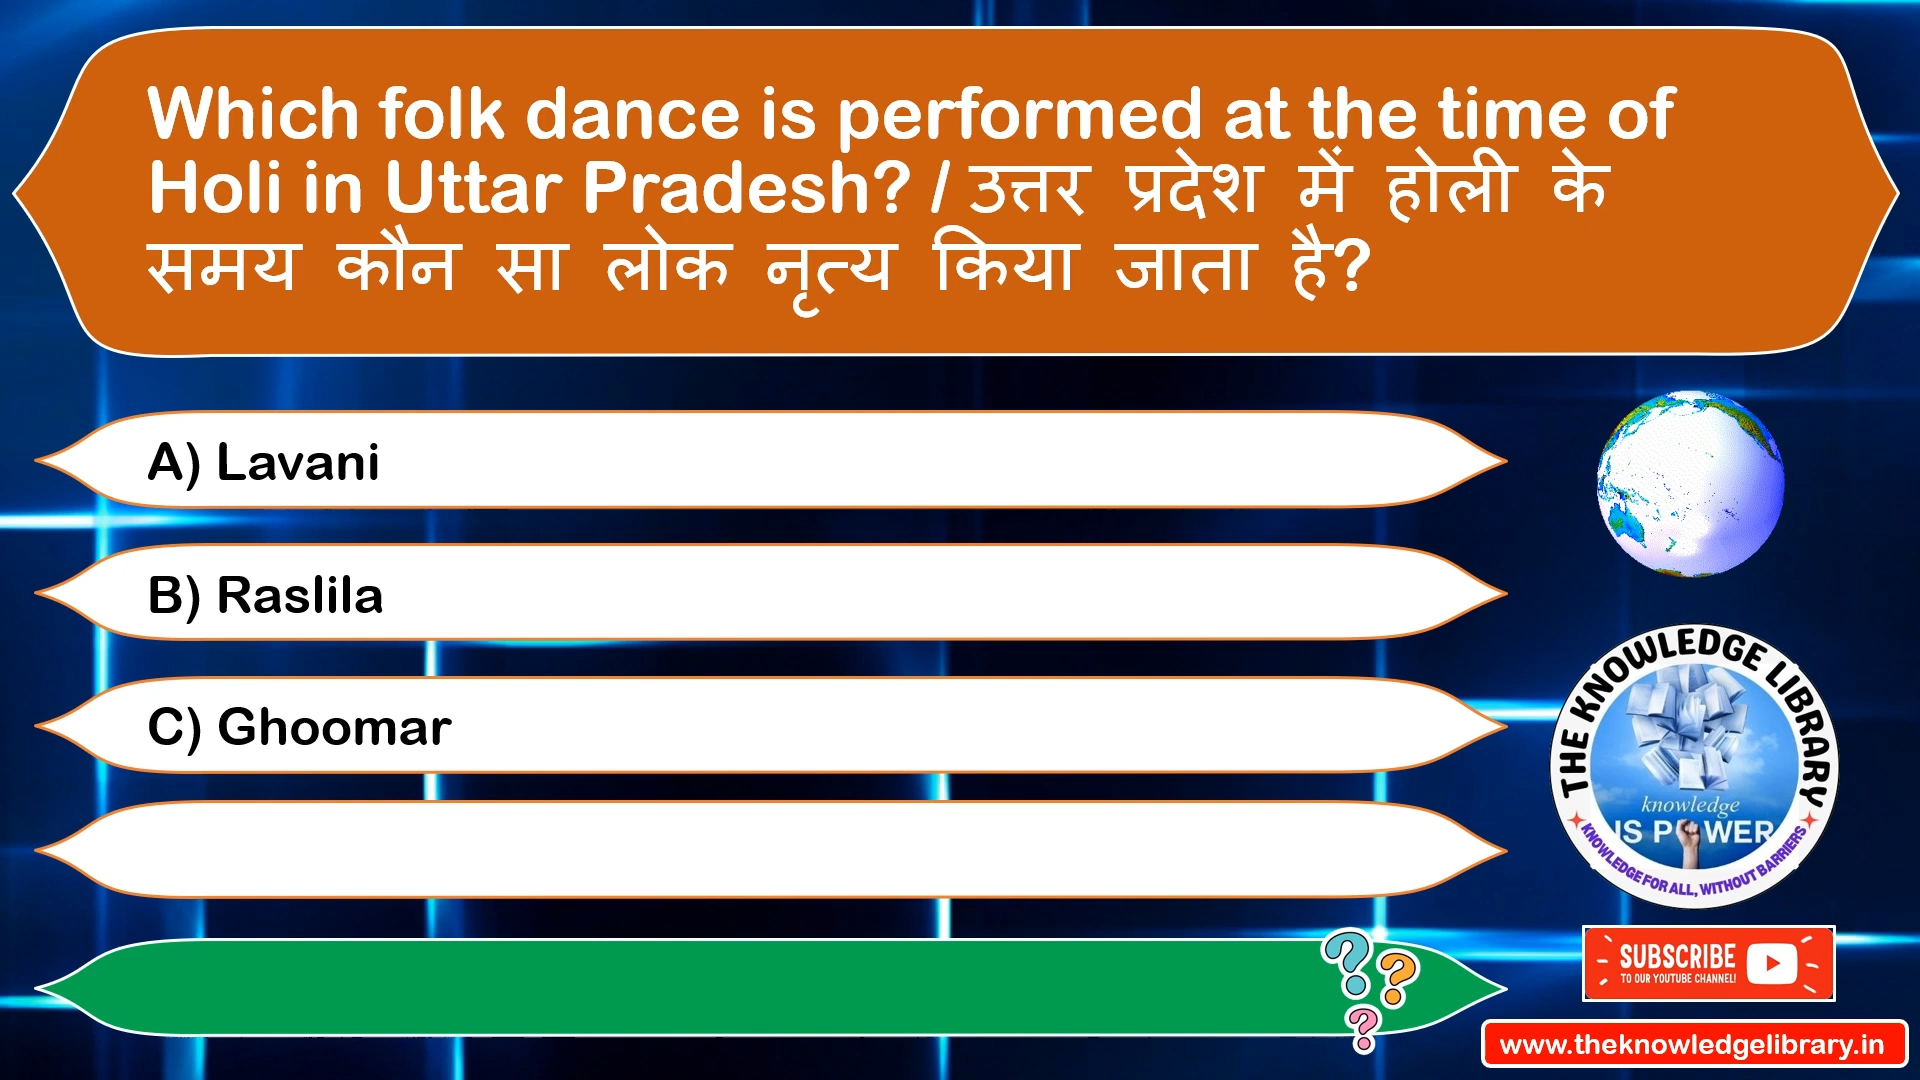 Which folk dance is performed at the time of
Holi in Uttar Pradesh? / उत्तर प्रदेश में होली के
समय कौन सा लोक नृत्य किया जाता है?
A) Lavani
B) Raslila
C) Ghoomar
THE KNOWLEDGE LIBRARY
knowledge
IS POWER
KNOWLEDGE FOR ALL, WITHOUT BARRIERS
SUBSCRIBE
TO OUR YOUTUBE CHANNEL!
www.theknowledgelibrary.in